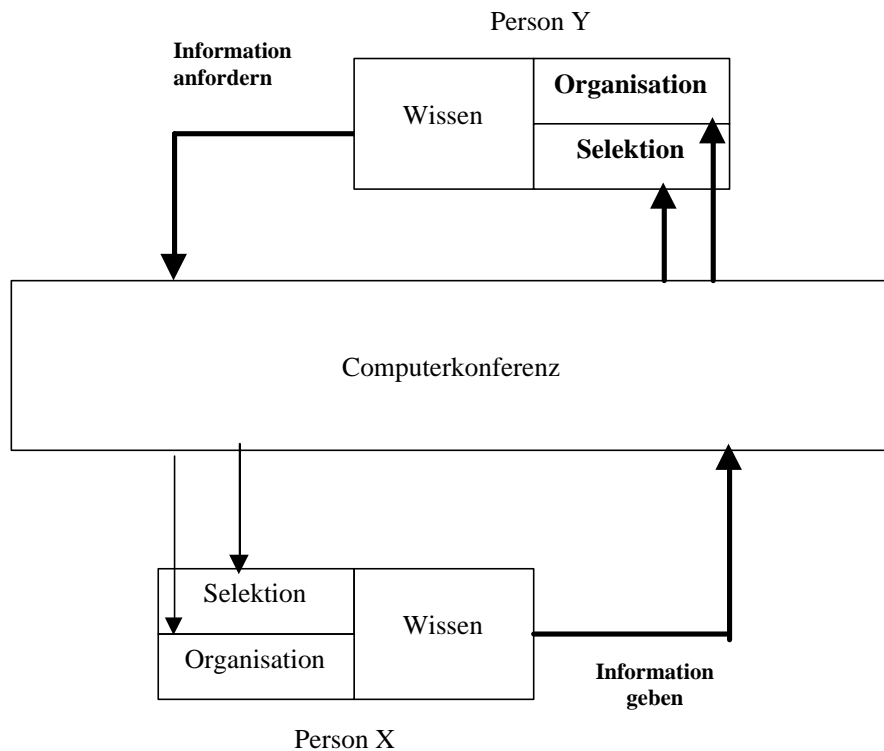 Person Y
Information
anfordern
Wissen
Organisation
Selektion
Computerkonferenz
Selektion
Organisation
Wissen
Information
geben
Person X